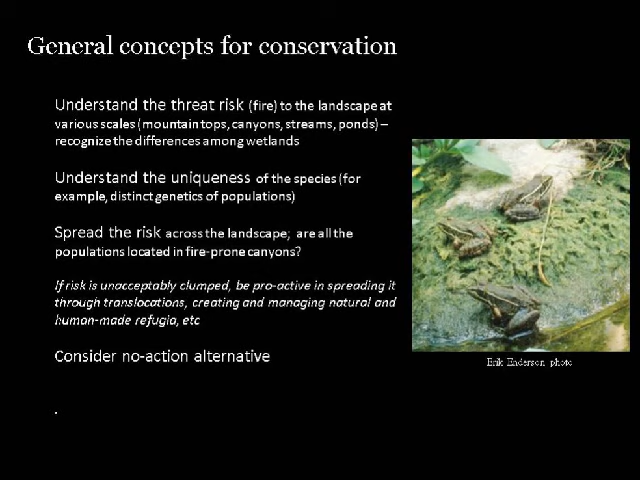 General concepts for conservation
Understand the threat risk (fire) to the landscape at
various scales (mountain tops, canyons, streams, ponds) –
recognize the differences among wetlands
Understand the uniqueness of the species (for
example, distinct genetics of populations)
Spread the risk across the landscape; are all the
populations located in fire-prone canyons?
If risk is unacceptably clumped, be pro-active in spreading it
through translocations, creating and managing natural and
human-made refugia, etc
Consider no-action alternative
.
Erik Enderson, photo